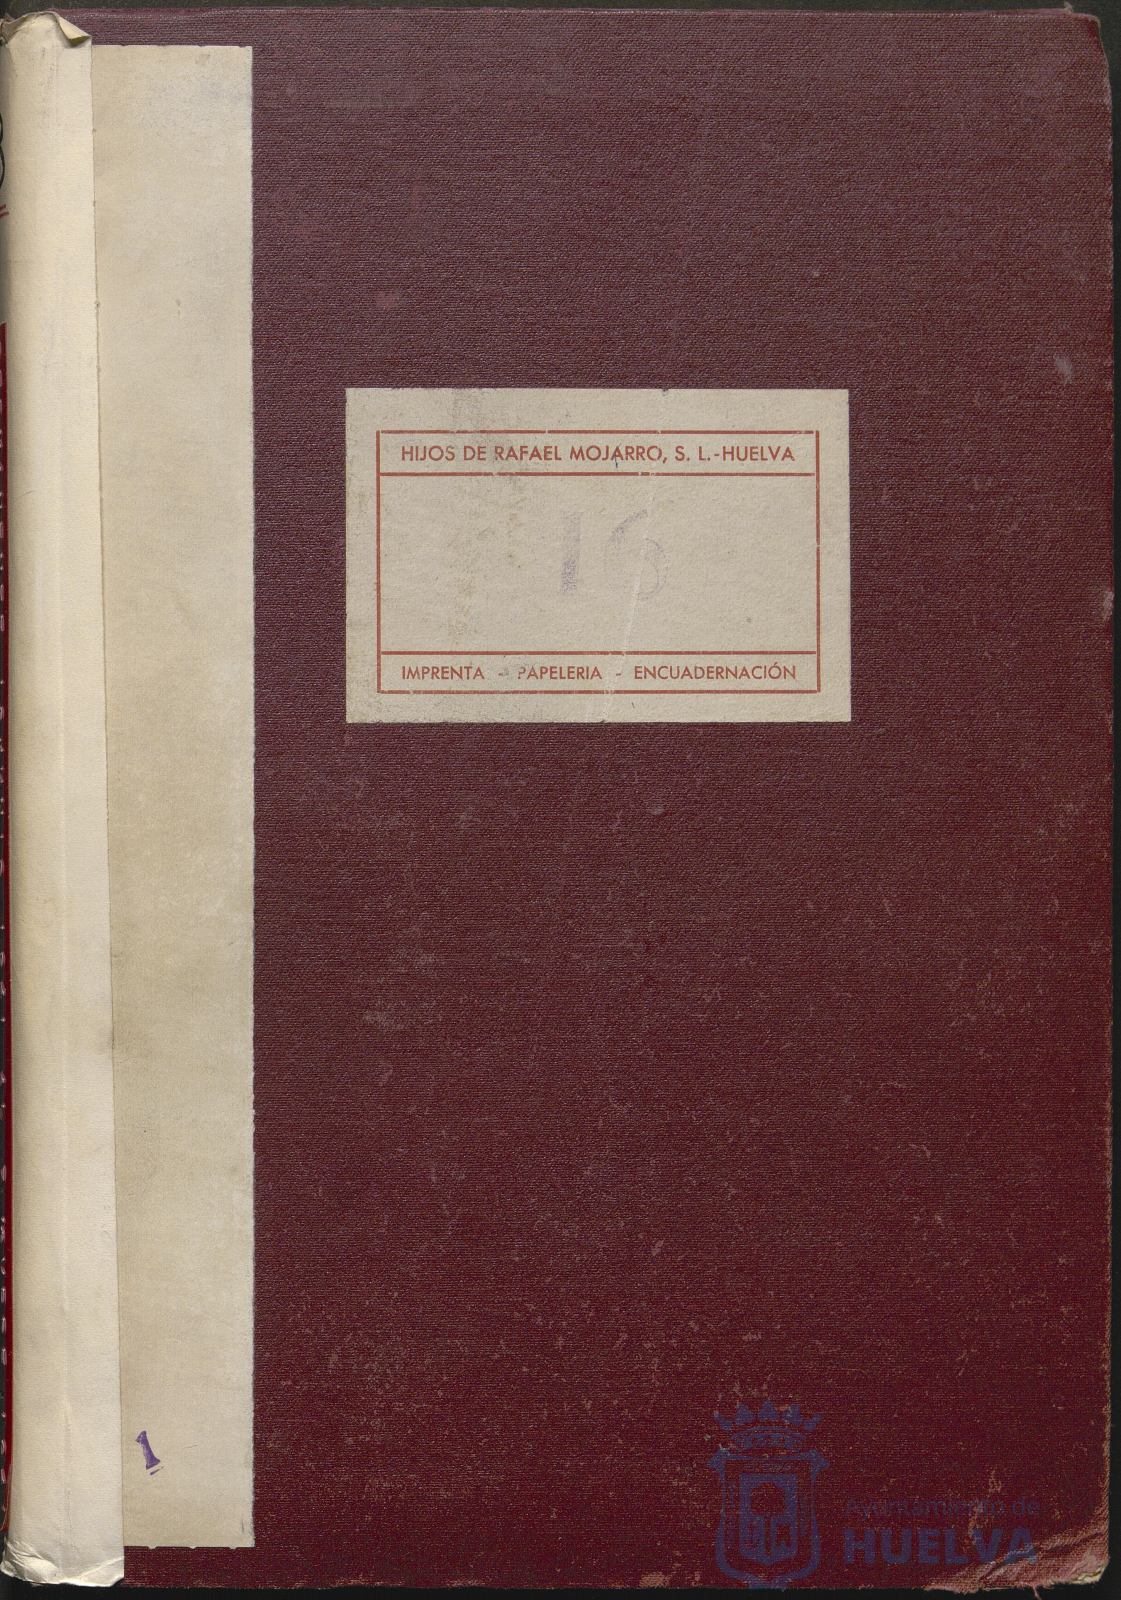 HIJOS DE RAFAEL MOJARRO, S. L.-HUELVA
16
IMPRENTA - PAPELERIA - ENCUADERNACIÓN
1
Ayuntamiento de
HUELVA